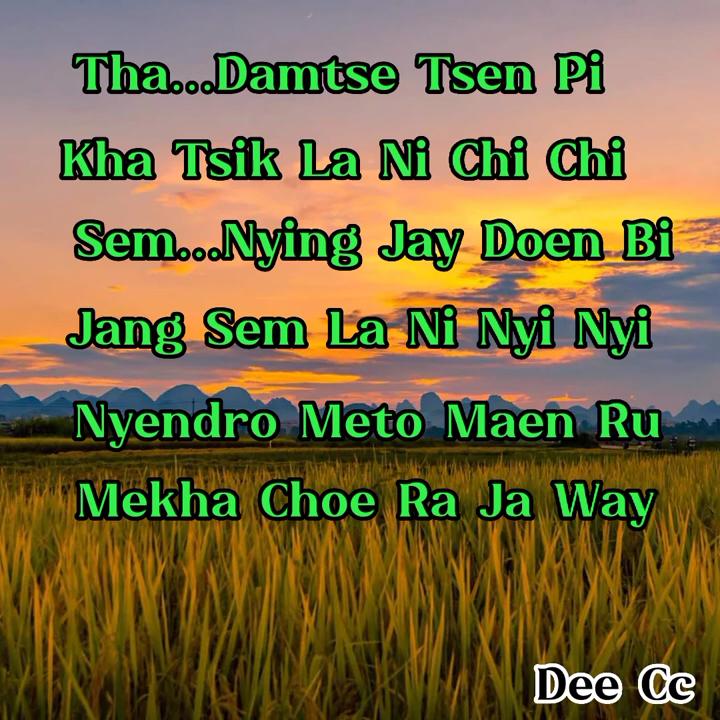 Tha...Damtse Tsen Pi
Kha Tsik La Ni Chi Chi
Sem...Nying Jay Doen Bi
Jang Sem La Ni Nyi Nyi
Nyendro Meto Maen Ru
Mekha Choe Ra Ja Way
Dee Cc